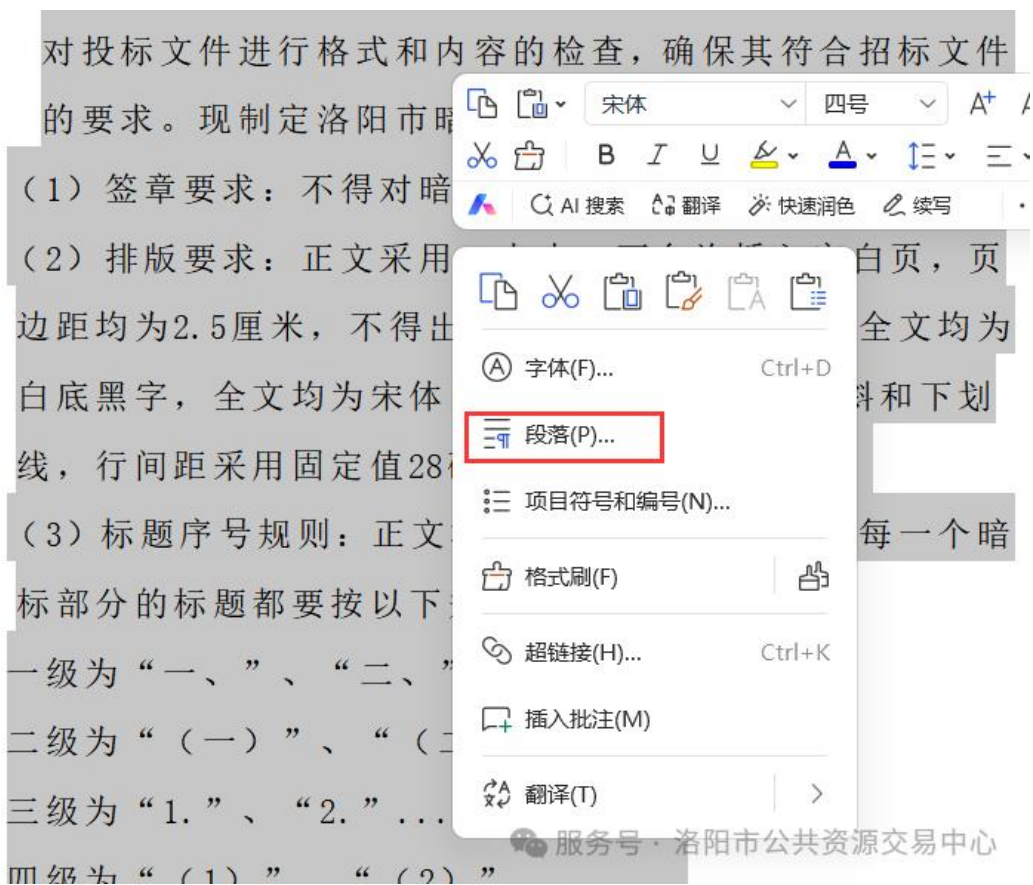 对投标文件进行格式和内容的检查，确保其符合招标文件
的要求。现制定洛阳市暗
（1）签章要求：不得对暗
（2）排版要求：正文采用
白页，页
边距均为2.5厘米，不得出
全文均为
白底黑字，全文均为宋体
和下划
线，行间距采用固定值28
（3）标题序号规则：正文
每一个暗
标部分的标题都要按以下
一级为“一、”、“二、”
二级为“（一）”、“（二
三级为“1.”、“2.”...
四级为“（1）”、“（2）”
宋体
四号
A+
B I U A
AI 搜索
翻译
快速润色
续写
字体(F)... Ctrl+D
段落(P)...
项目符号和编号(N)...
格式刷(F)
超链接(H)... Ctrl+K
插入批注(M)
翻译(T)
服务号 · 洛阳市公共资源交易中心